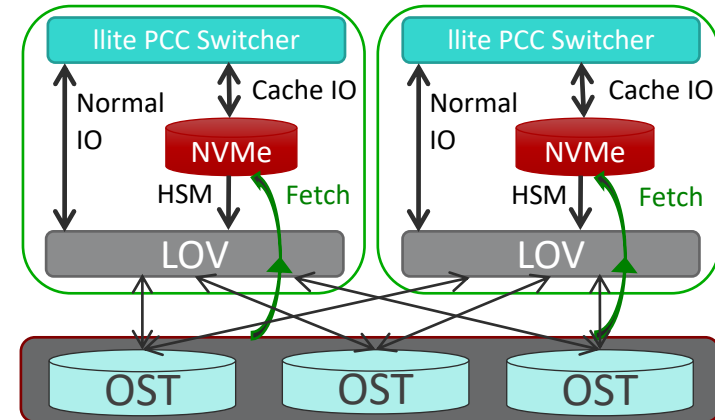 llite PCC Switcher
Normal
IO
Cache IO
NVMe
HSM
Fetch
LOV
llite PCC Switcher
Normal
IO
Cache IO
NVMe
HSM
Fetch
LOV
OST
OST
OST